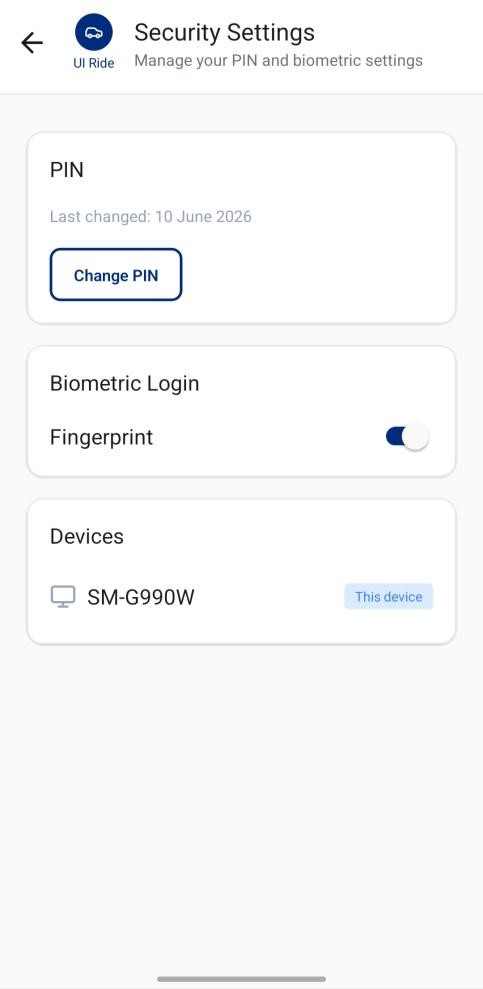 Security Settings
UI Ride
Manage your PIN and biometric settings
PIN
Last changed: 10 June 2026
Change PIN
Biometric Login
Fingerprint
Devices
SM-G990W
This device